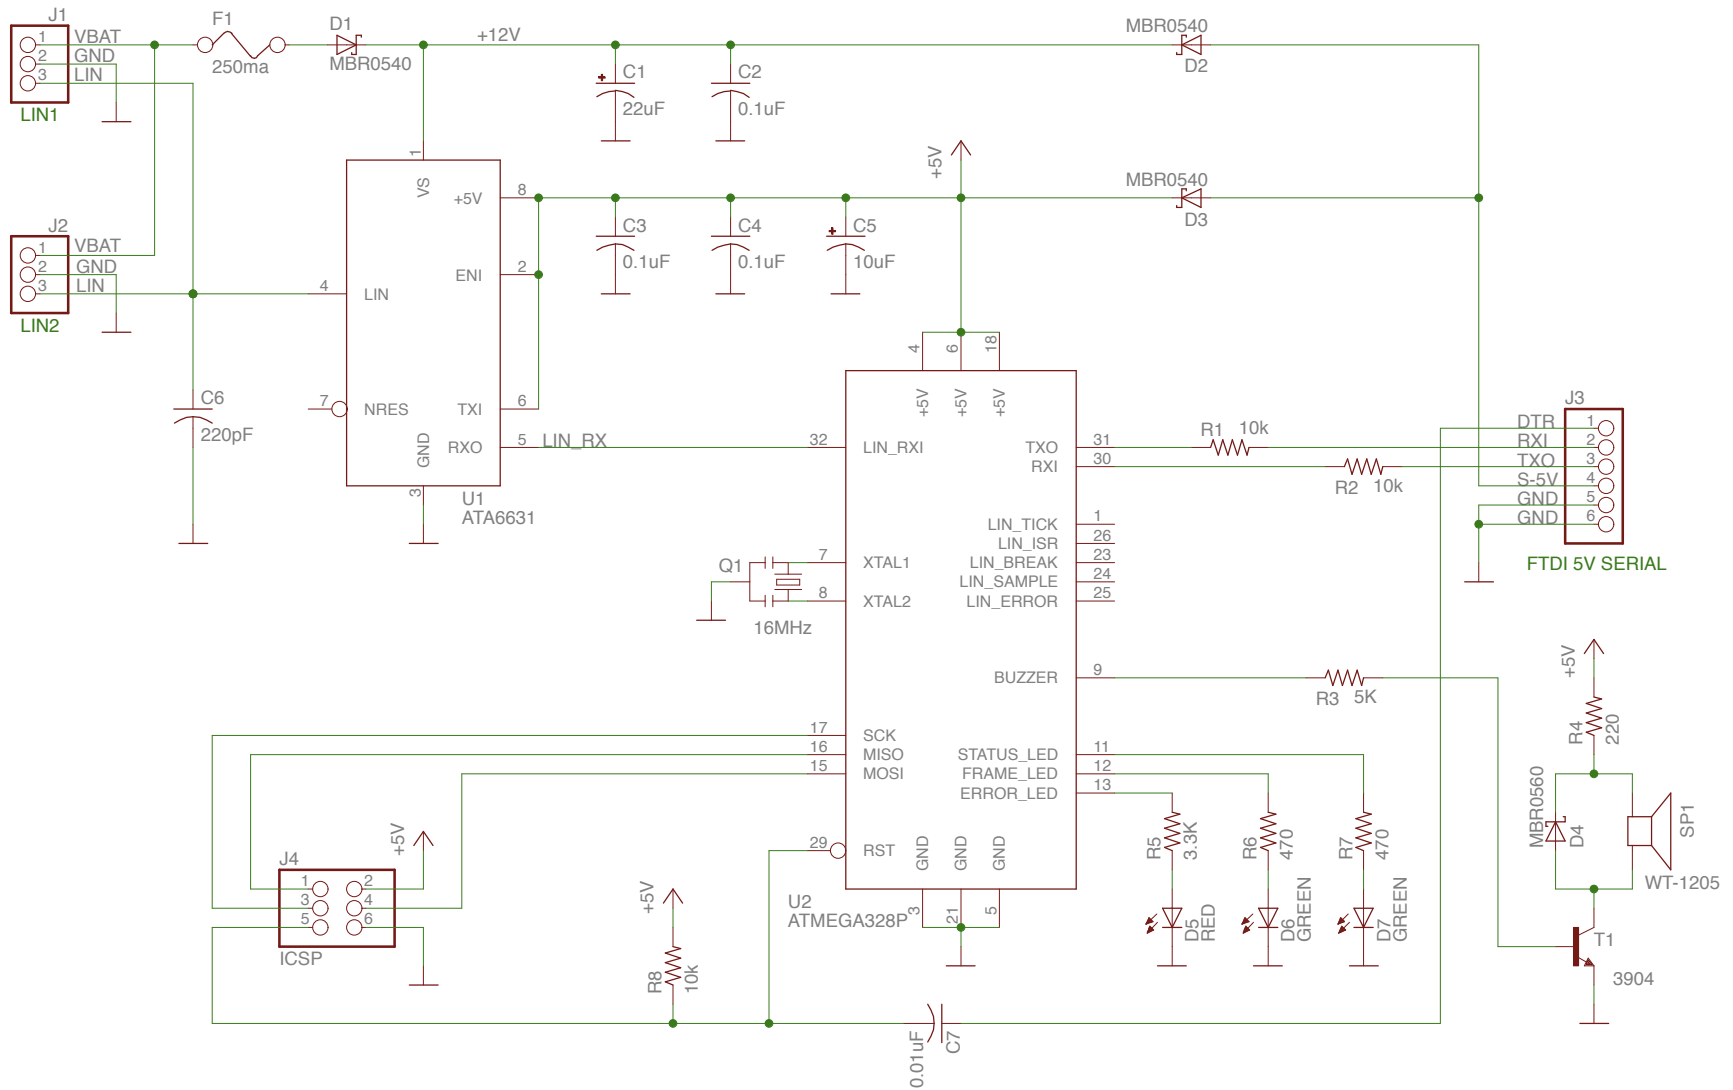 J1
1 VBAT
2 GND
3 LIN
LIN1
F1
250ma
D1
MBR0540
+12V
+ C1
22uF
C2
0.1uF
MBR0540
D2
J2
1 VBAT
2 GND
3 LIN
LIN2
C6
220pF
1
VS
+5V 8
ENI 2
4 LIN
7 NRES
TXI 6
RXO 5 LIN_RX
GND
3
U1
ATA6631
C3
0.1uF
C4
0.1uF
+ C5
10uF
+5V
MBR0540
D3
4 6 18
+5V +5V +5V
32 LIN_RXI
TXO 31
RXI 30
LIN_TICK 1
LIN_ISR 26
LIN_BREAK 23
LIN_SAMPLE 24
LIN_ERROR 25
7 XTAL1
8 XTAL2
Q1
16MHz
BUZZER 9
17 SCK
16 MISO
15 MOSI
STATUS_LED 11
FRAME_LED 12
ERROR_LED 13
29 RST
GND GND GND
3 21 5
U2
ATMEGA328P
R1 10k
R2 10k
J3
DTR 1
RXI 2
TXO 3
S-5V 4
GND 5
GND 6
FTDI 5V SERIAL
R3 5K
+5V
R4
220
MBR0560
D4
SP1
WT-1205
T1
3904
R5
3.3K
R6
470
R7
470
D5
RED
D6
GREEN
D7
GREEN
+5V
J4
1 2
3 4
5 6
ICSP
+5V
R8
10k
0.01uF
C7